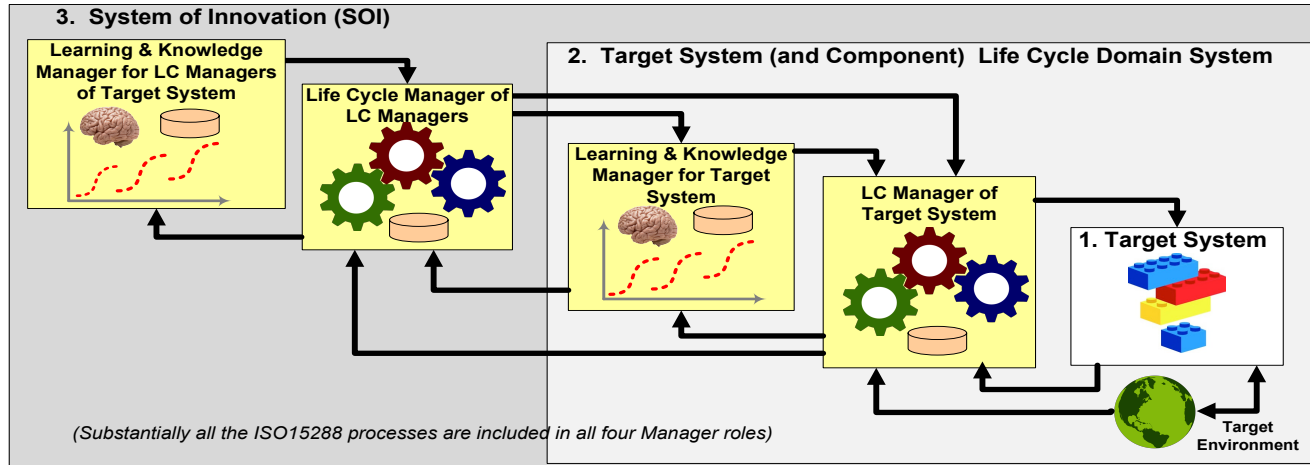 3. System of Innovation (SOI)
Learning & Knowledge
Manager for LC Managers
of Target System
2. Target System (and Component) Life Cycle Domain System
Life Cycle Manager of
LC Managers
Learning & Knowledge
Manager for Target
System
LC Manager of
Target System
1. Target System
Target
Environment
(Substantially all the ISO15288 processes are included in all four Manager roles)